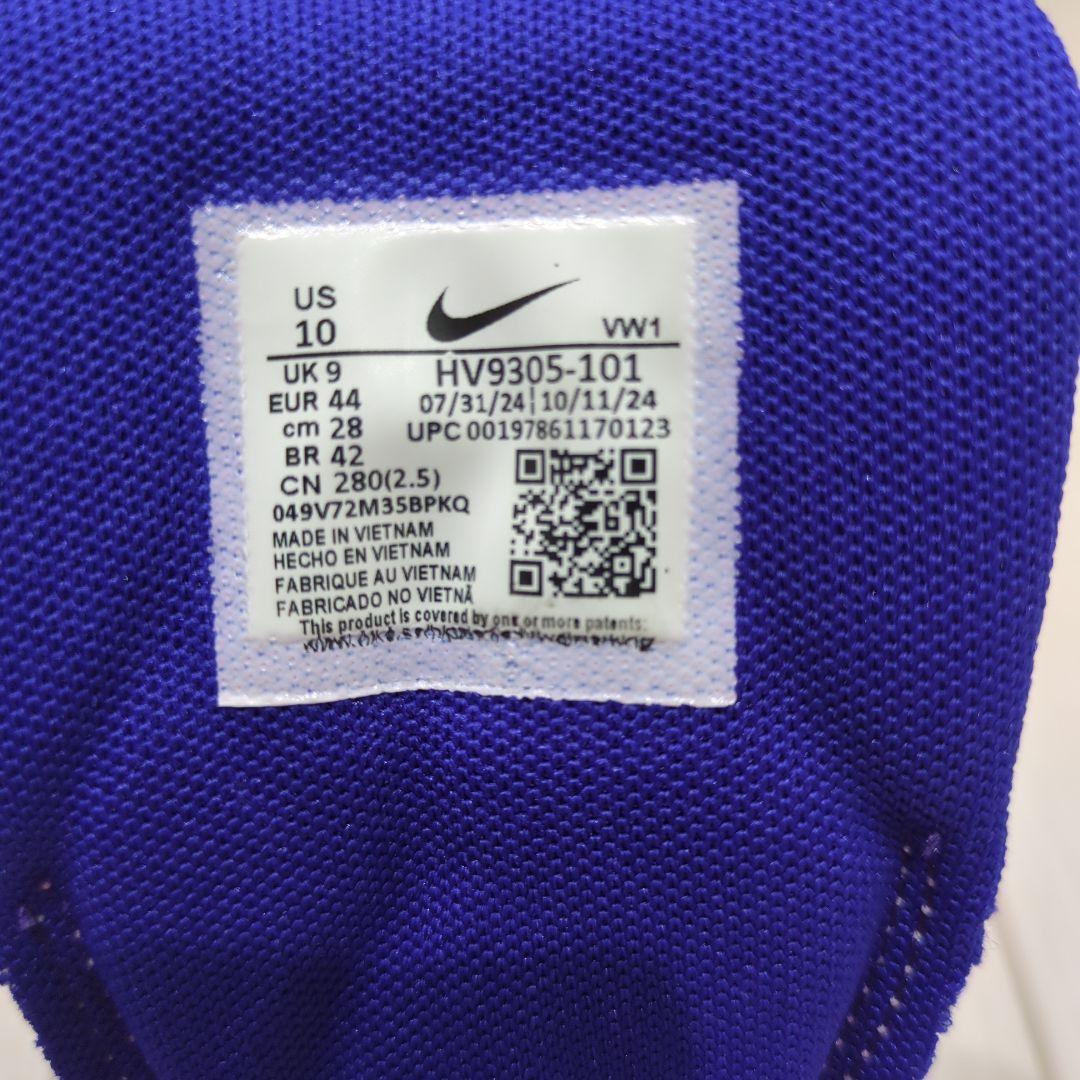 US
10
VW1
UK 9
HV9305-101
EUR 44
07/31/24|10/11/24
cm 28
UPC 00197861170123
BR 42
CN 280(2.5)
049V72M35BPKQ
MADE IN VIETNAM
HECHO EN VIETNAM
FABRIQUE AU VIETNAM
FABRICADO NO VIETNÃ
This product is covered by one or more patents: